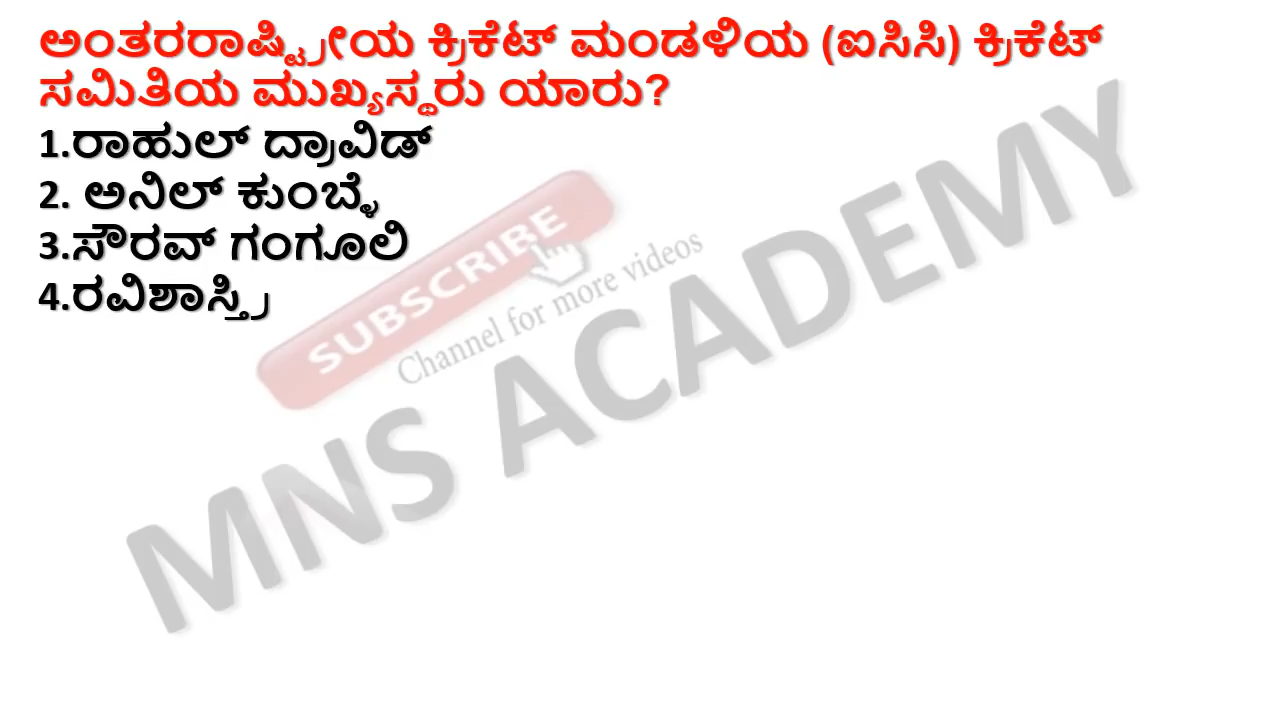 ಅಂತರರಾಷ್ಟ್ರೀಯ ಕ್ರಿಕೆಟ್ ಮಂಡಳಿಯ (ಐಸಿಸಿ) ಕ್ರಿಕೆಟ್
ಸಮಿತಿಯ ಮುಖ್ಯಸ್ಥರು ಯಾರು?
1.ರಾಹುಲ್ ದ್ರಾವಿಡ್
2. ಅನಿಲ್ ಕುಂಬ್ಳೆ
3.ಸೌರವ್ ಗಂಗೂಲಿ
4.ರವಿಶಾಸ್ತ್ರಿ
SUBSCRIBE
Channel for more videos
MNS ACADEMY